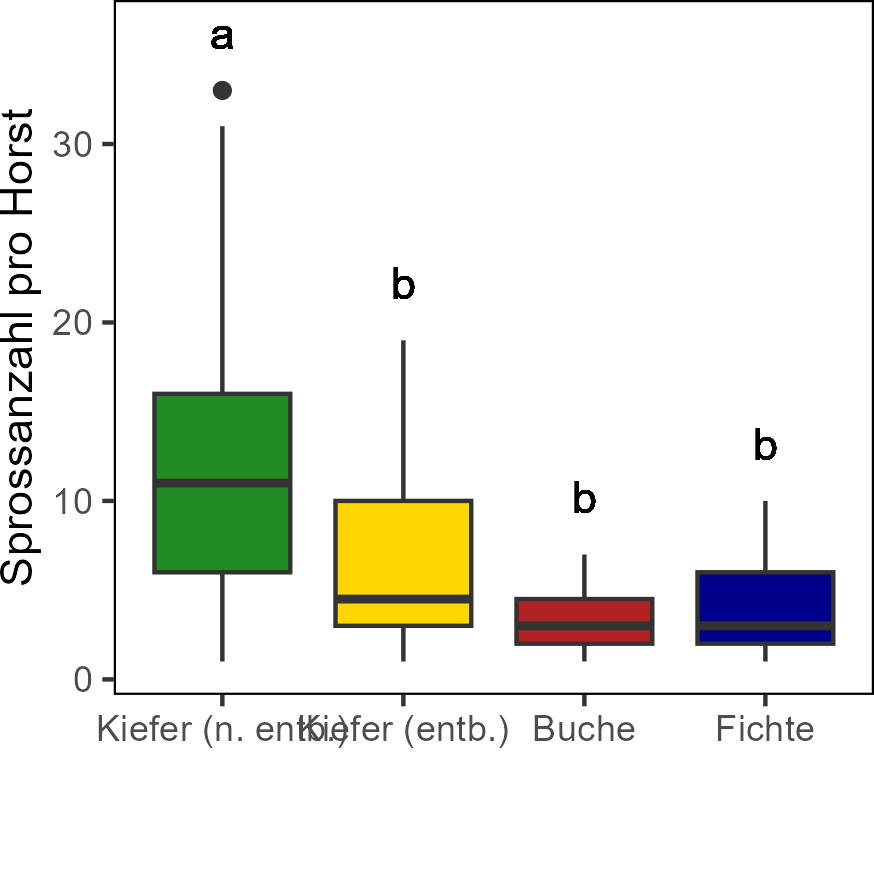 Sprossanzahl pro Horst
30
20
10
0
a
b
b
b
Kiefer (n. entb.)
Kiefer (entb.)
Buche
Fichte